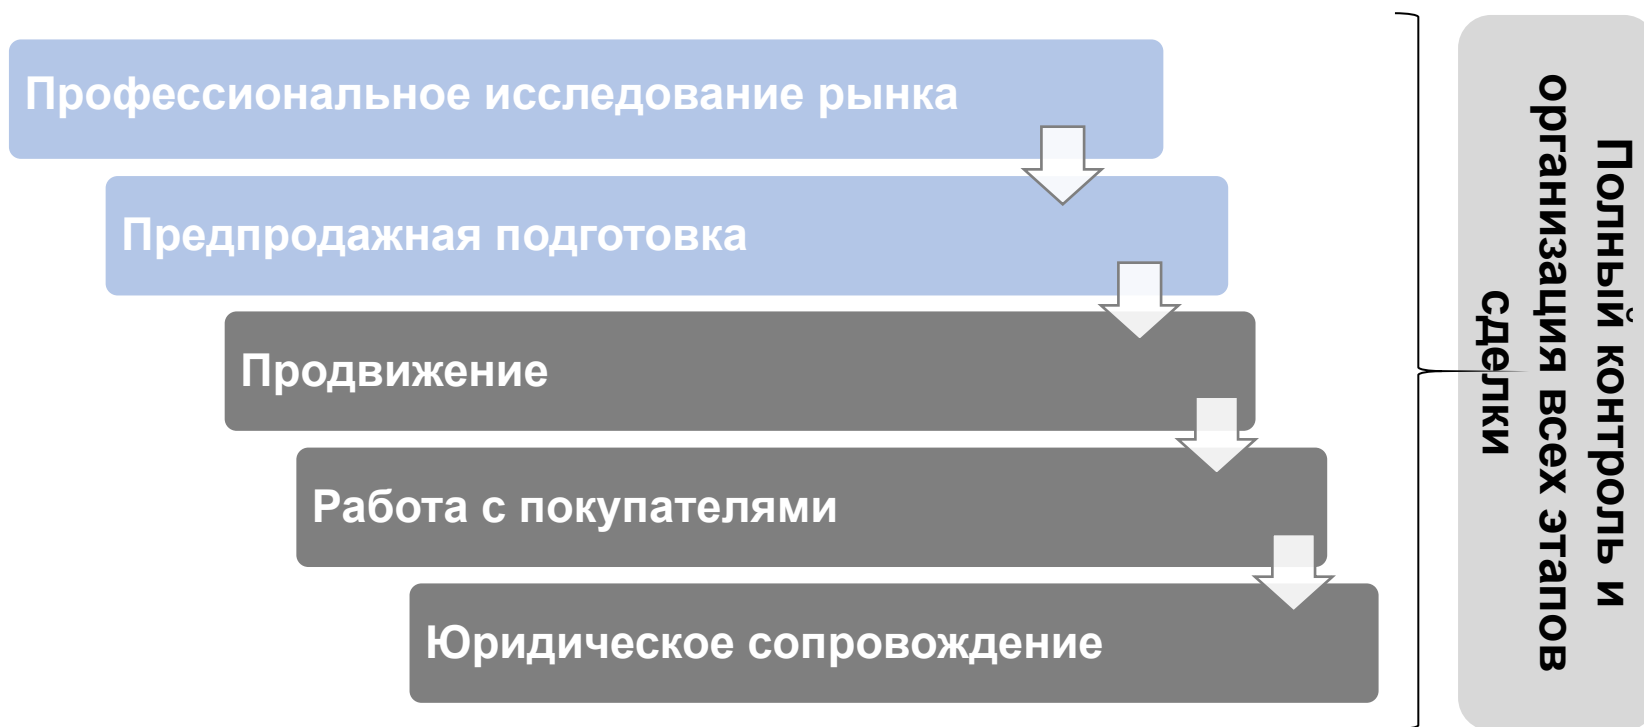 Профессиональное исследование рынка
Предпродажная подготовка
Продвижение
Работа с покупателями
Юридическое сопровождение
Полный контроль и
организация всех этапов
сделки